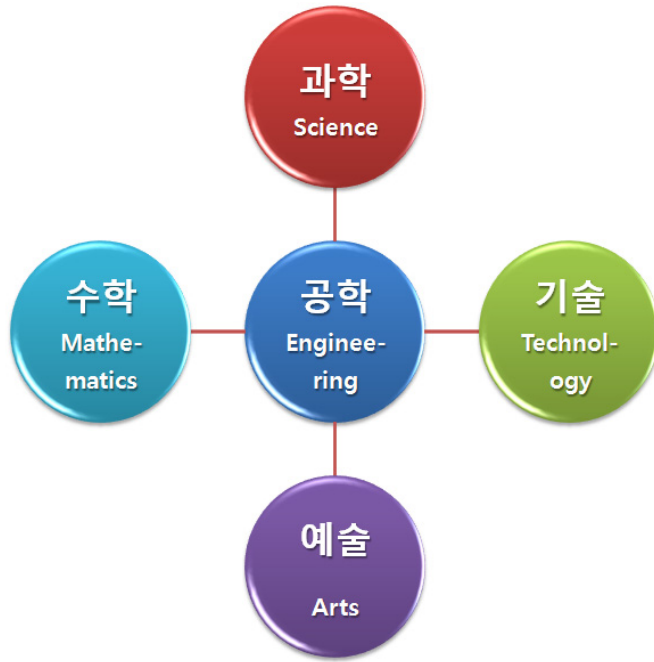 과학
Science
수학
Mathe-
matics
공학
Enginee-
ring
기술
Technol-
ogy
예술
Arts